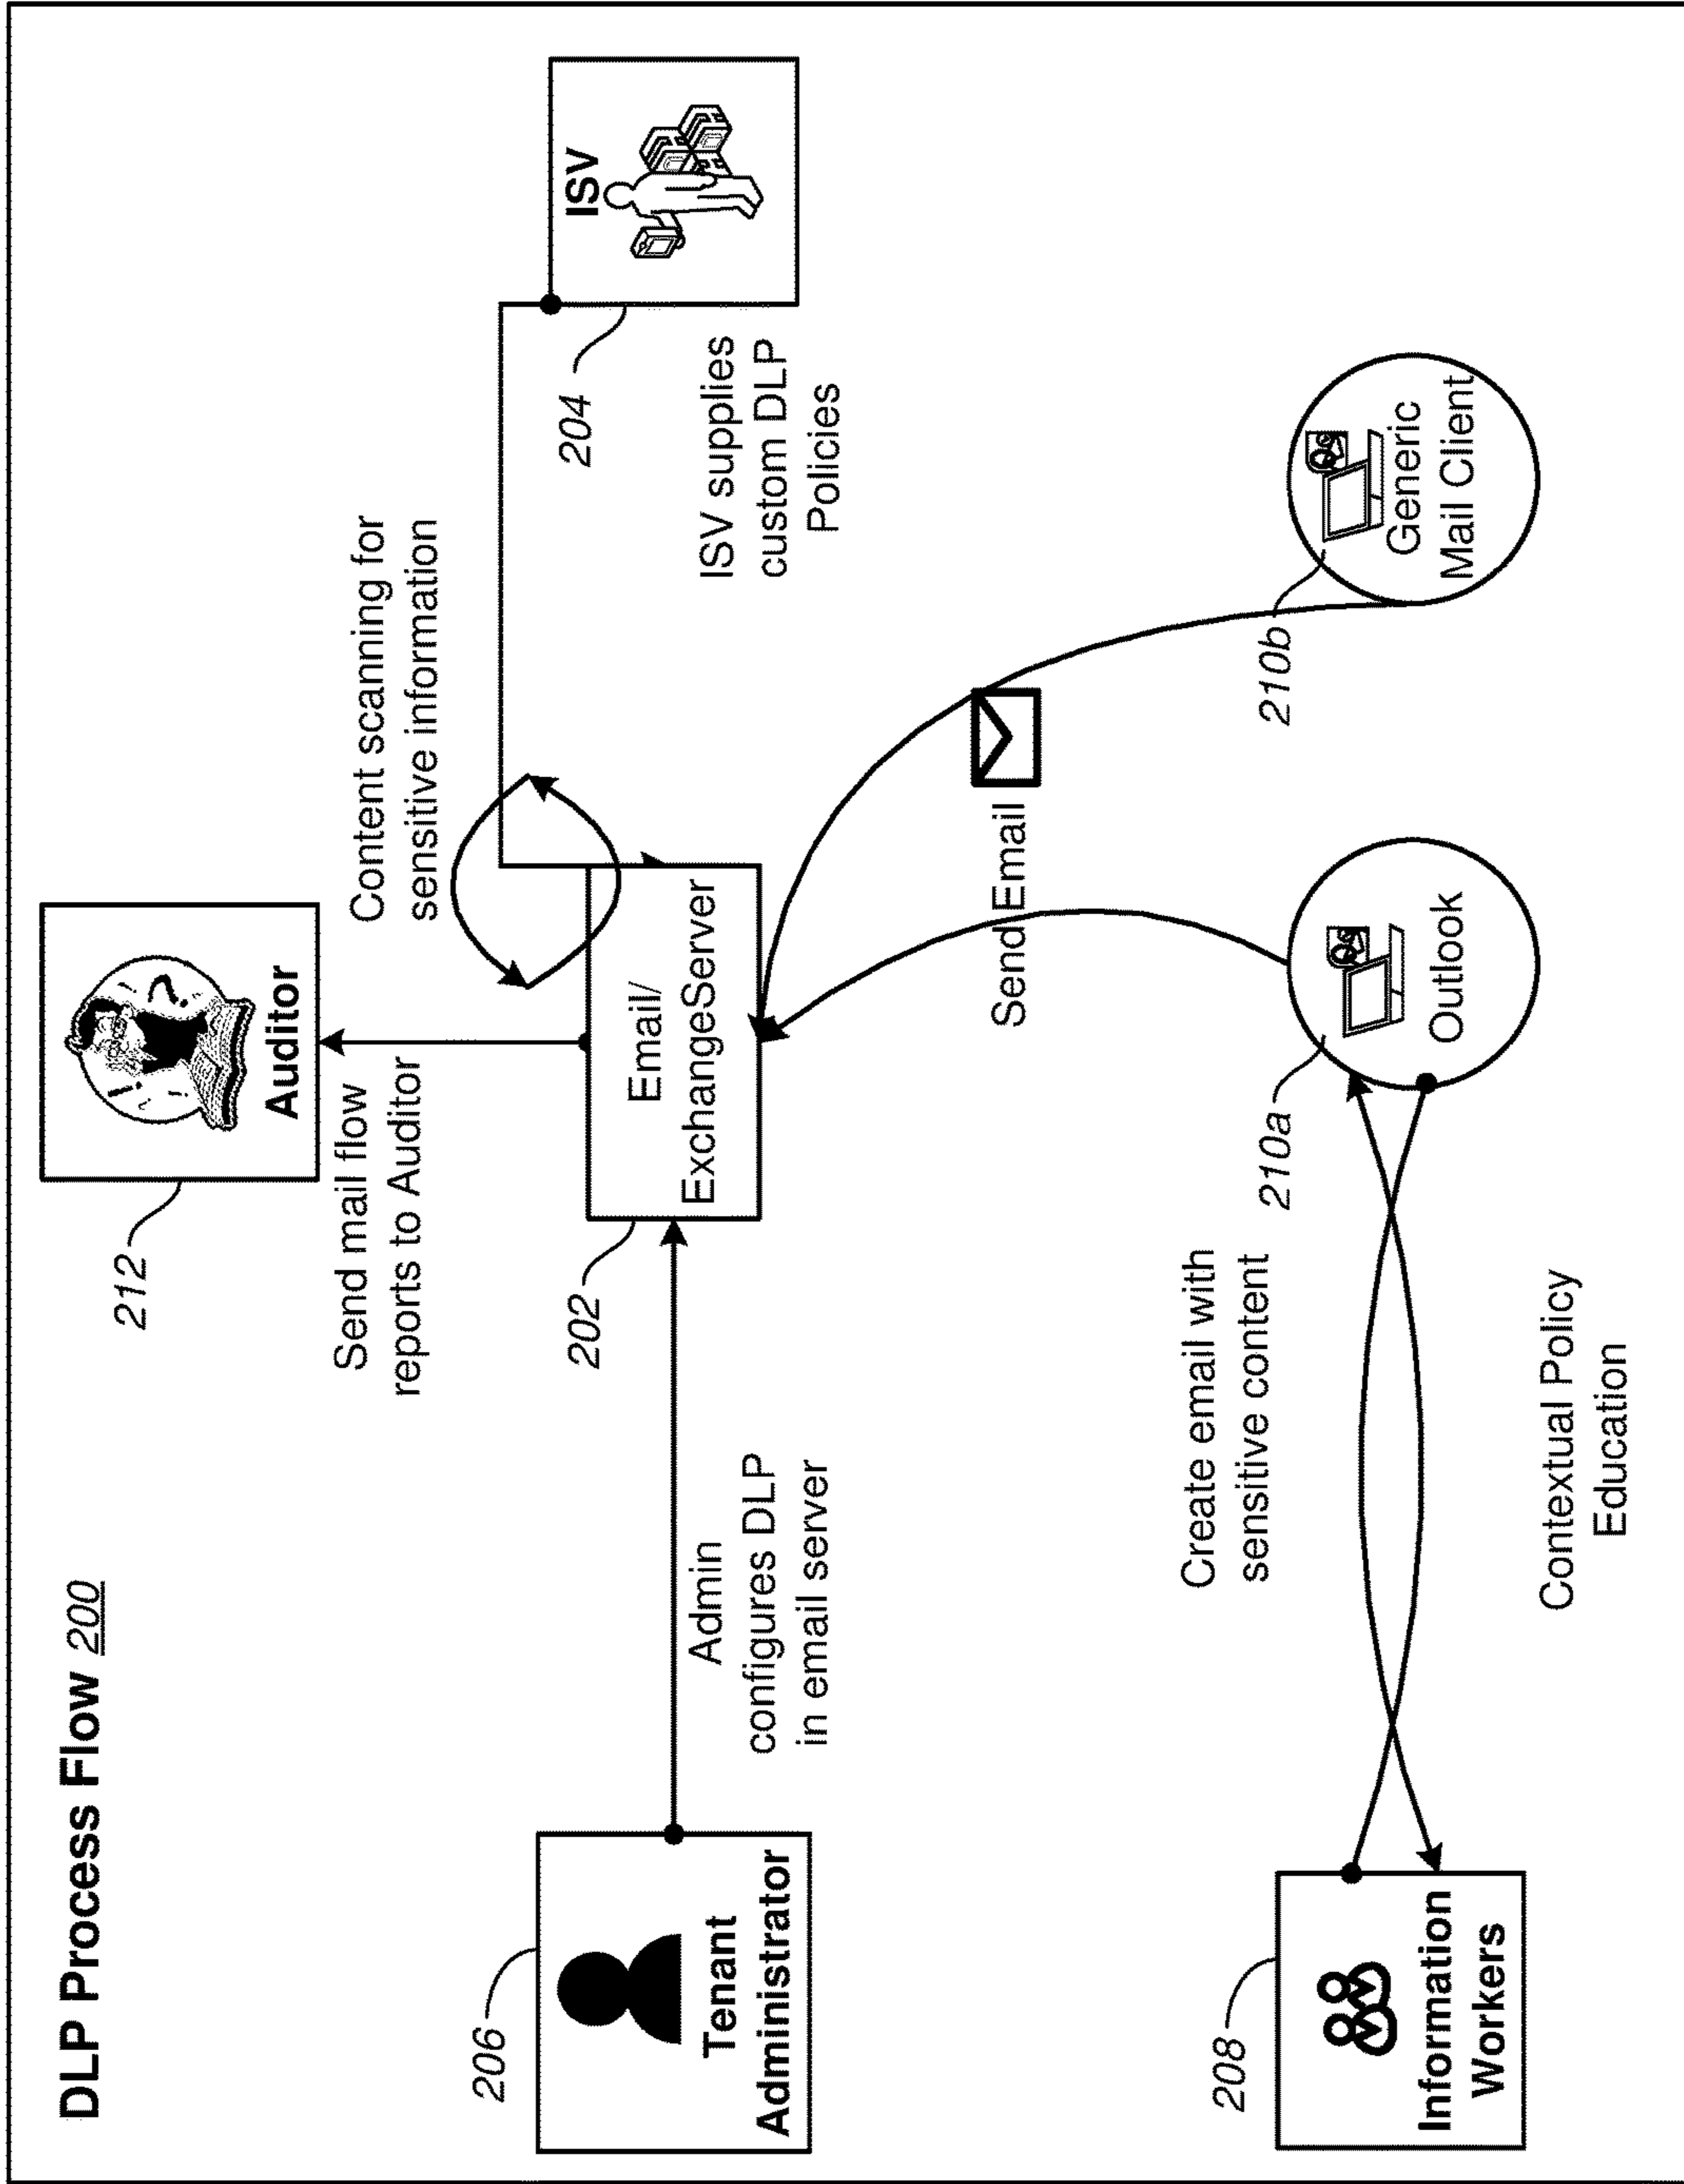 DLP Process Flow 200
212
Auditor
Send mail flow
reports to Auditor
Content scanning for
sensitive information
206
Tenant
Administrator
Admin
configures DLP
in email server
202
Email/
ExchangeServer
204
ISV
ISV supplies
custom DLP
Policies
Send Email
208
Information
Workers
Create email with
sensitive content
Contextual Policy
Education
210a
Outlook
210b
Generic
Mail Client